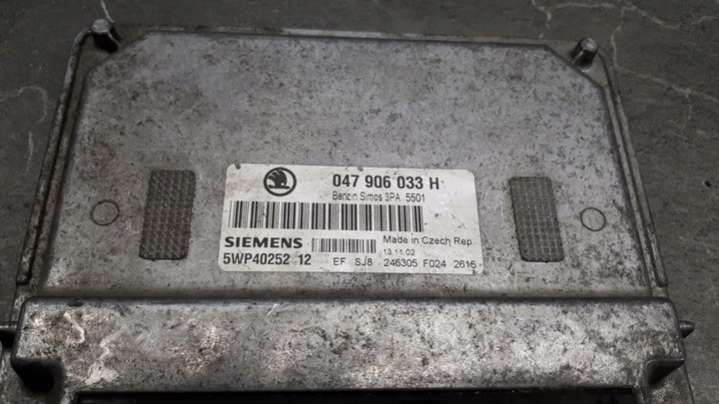 047 906 033 H
Benzin Simos 3PA 5501
SIEMENS
Made in Czech Rep.
13.11.02
5WP40252 12
EF SJ8 246305 F024 2616